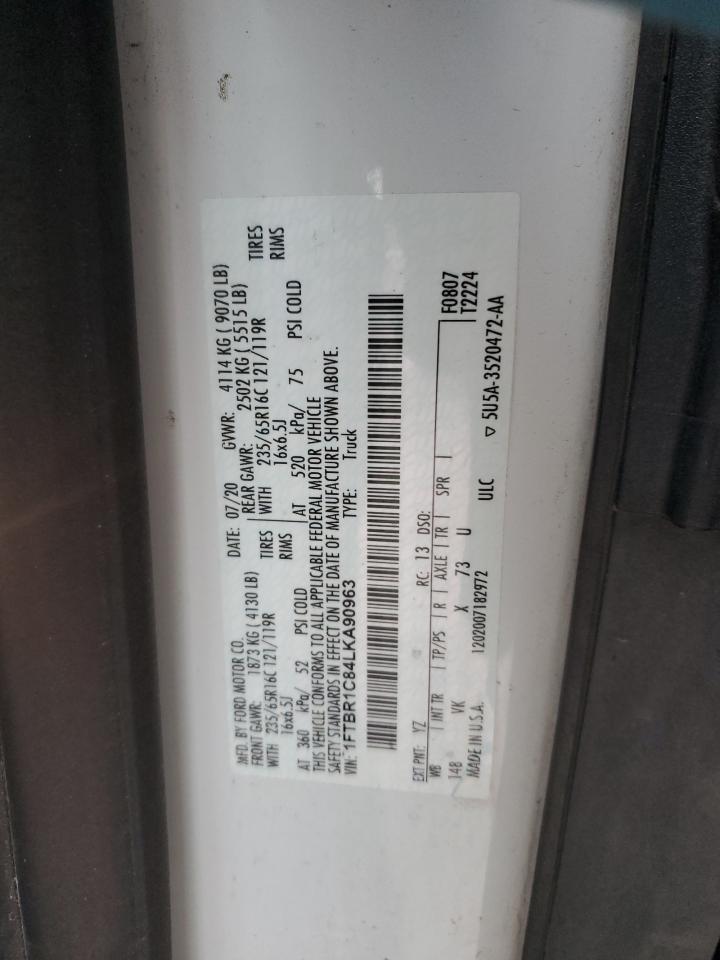 MFD. BY FORD MOTOR CO. DATE: 07/20 GVWR: 4114 KG ( 9070 LB)
FRONT GAWR: 1873 KG ( 4130 LB) REAR GAWR: 2502 KG ( 5515 LB)
WITH 235/65R16C 121/119R TIRES WITH 235/65R16C 121/119R TIRES
16x6.5J RIMS 16x6.5J RIMS
AT 360 kPa/ 52 PSI COLD AT 520 kPa/ 75 PSI COLD
THIS VEHICLE CONFORMS TO ALL APPLICABLE FEDERAL MOTOR VEHICLE
SAFETY STANDARDS IN EFFECT ON THE DATE OF MANUFACTURE SHOWN ABOVE.
VIN: 1FTBR1C84LKA90963 TYPE: Truck
EXT PNT: YZ RC: 13 DSO: F0807
WB INT TR TP/PS R AXLE TR SPR T2224
148 VK X 73 U
MADE IN U.S.A. 1202007182972 ULC ▽ 5U5A-3520472-AA